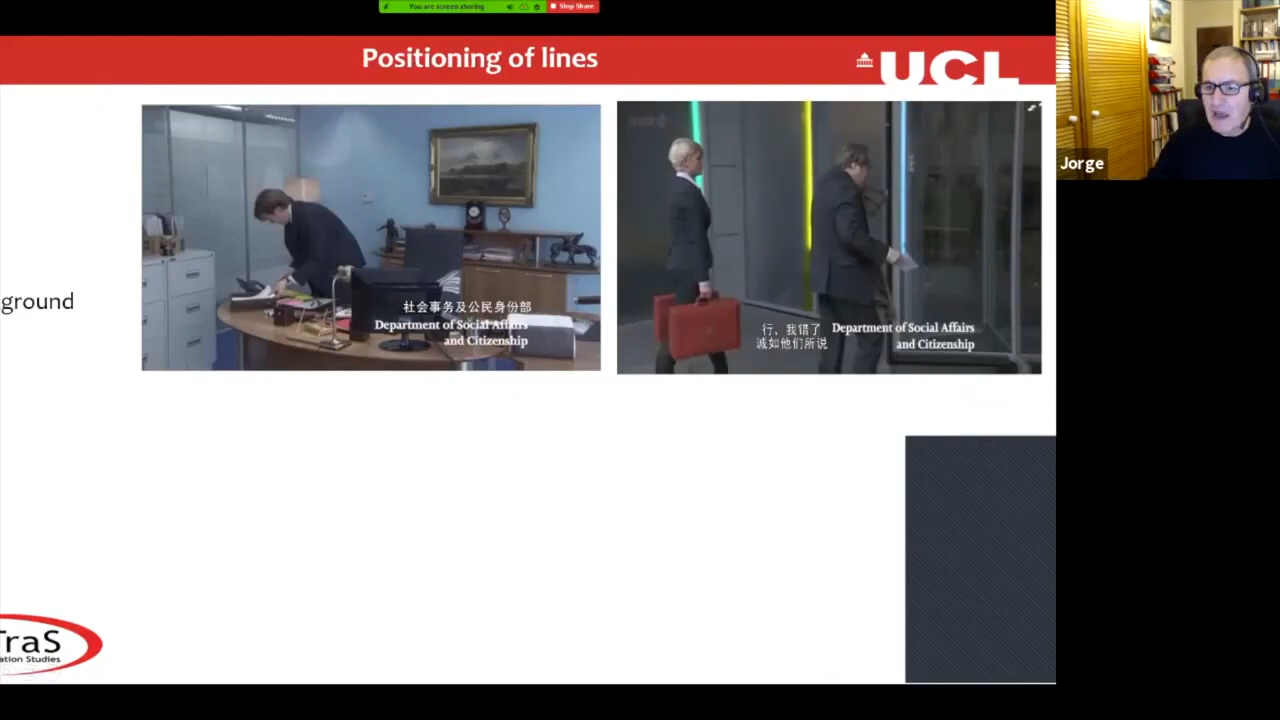 You are screen sharing
Stop Share
Positioning of lines
UCL
Jorge
ground
社会事务及公民身份部
Department of Social Affairs
and Citizenship
行，我错了
诚如他们所说
Department of Social Affairs
and Citizenship
TraS
ation Studies